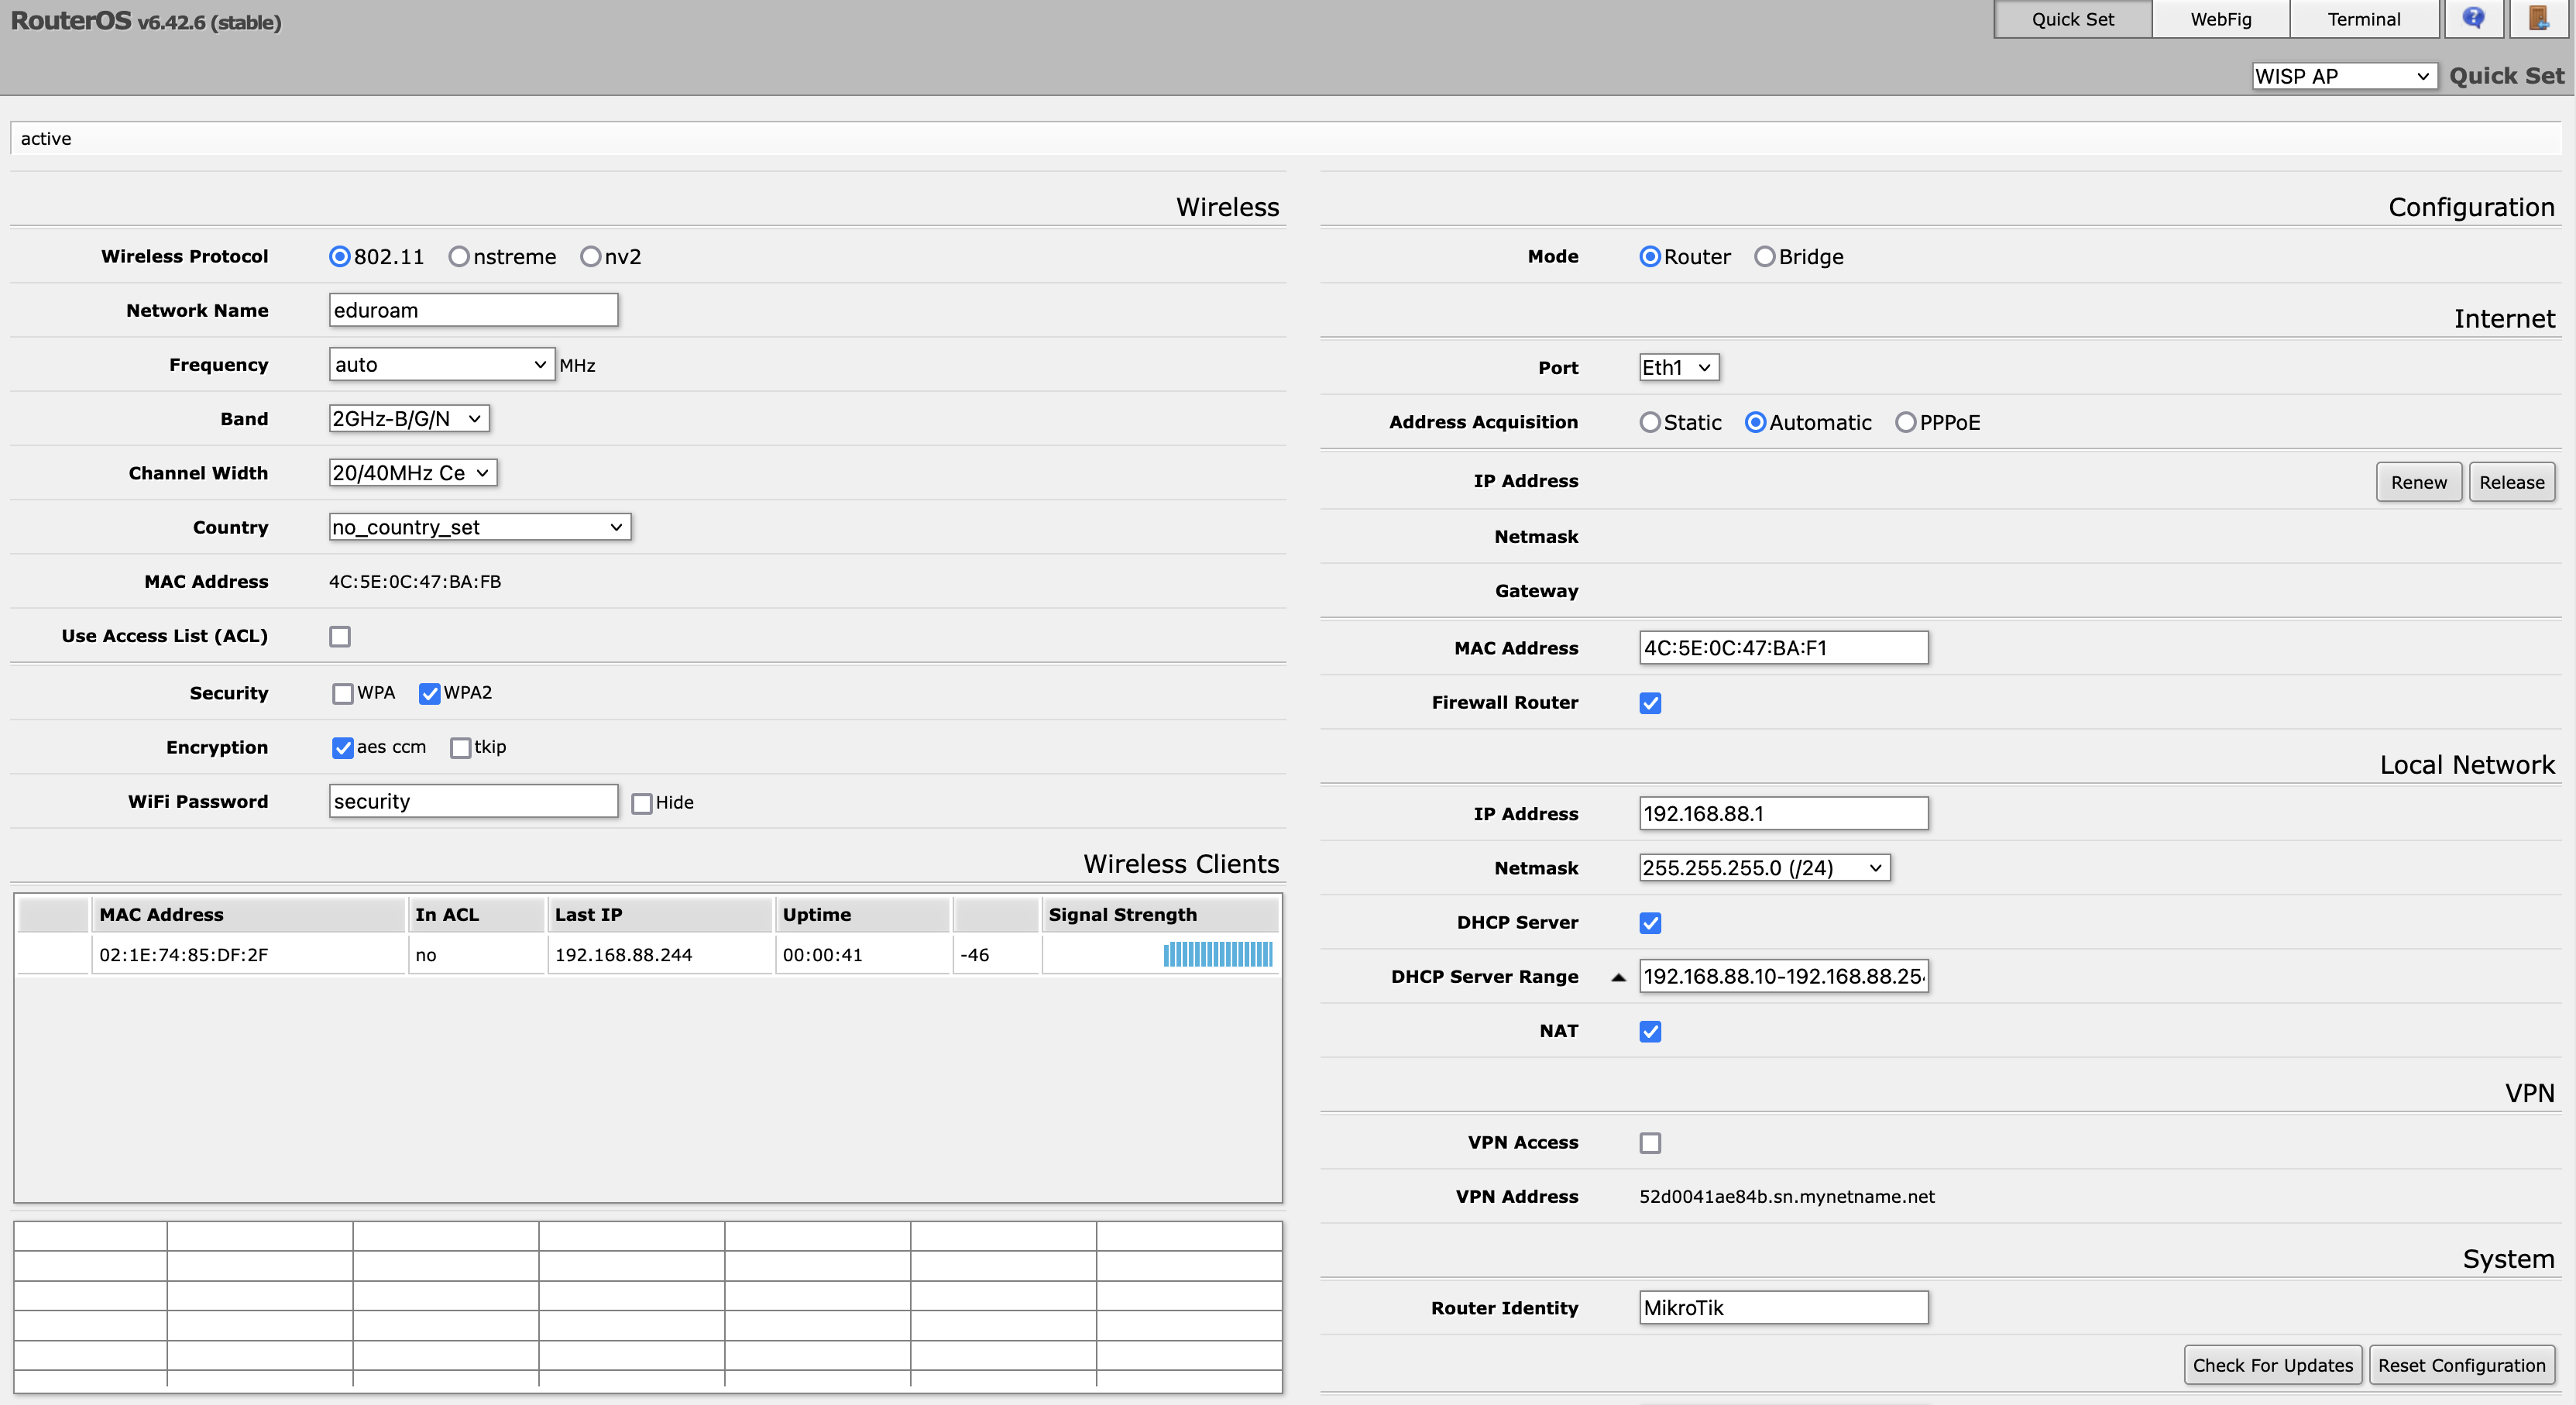 RouterOS v6.42.6 (stable)
Quick Set
WebFig
Terminal
WISP AP
Quick Set
active
Wireless
Wireless Protocol 802.11 nstreme nv2
Network Name eduroam
Frequency auto MHz
Band 2GHz-B/G/N
Channel Width 20/40MHz Ce
Country no_country_set
MAC Address 4C:5E:0C:47:BA:FB
Use Access List (ACL)
Security WPA WPA2
Encryption aes ccm tkip
WiFi Password security Hide
Wireless Clients
MAC Address In ACL Last IP Uptime Signal Strength
02:1E:74:85:DF:2F no 192.168.88.244 00:00:41 -46
Configuration
Mode Router Bridge
Internet
Port Eth1
Address Acquisition Static Automatic PPPoE
IP Address Renew Release
Netmask
Gateway
MAC Address 4C:5E:0C:47:BA:F1
Firewall Router
Local Network
IP Address 192.168.88.1
Netmask 255.255.255.0 (/24)
DHCP Server
DHCP Server Range 192.168.88.10-192.168.88.25
NAT
VPN
VPN Access
VPN Address 52d0041ae84b.sn.mynetname.net
System
Router Identity MikroTik
Check For Updates Reset Configuration